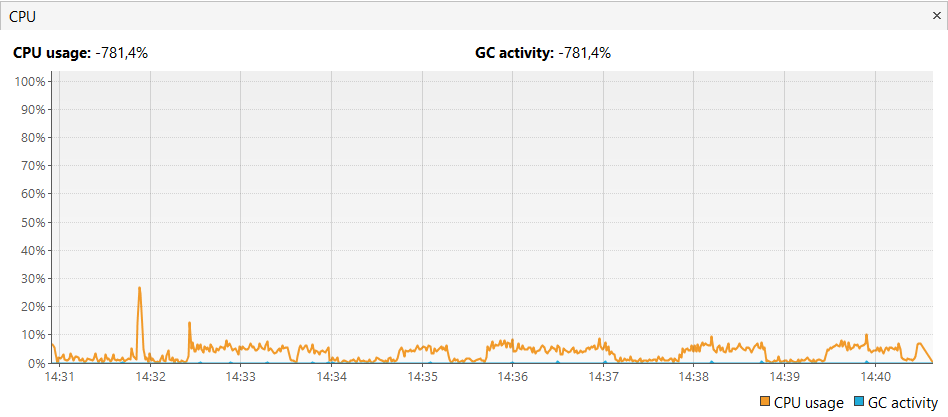 CPU ×
CPU usage: -781,4% GC activity: -781,4%
100%
90%
80%
70%
60%
50%
40%
30%
20%
10%
0%
14:31 14:32 14:33 14:34 14:35 14:36 14:37 14:38 14:39 14:40
CPU usage GC activity